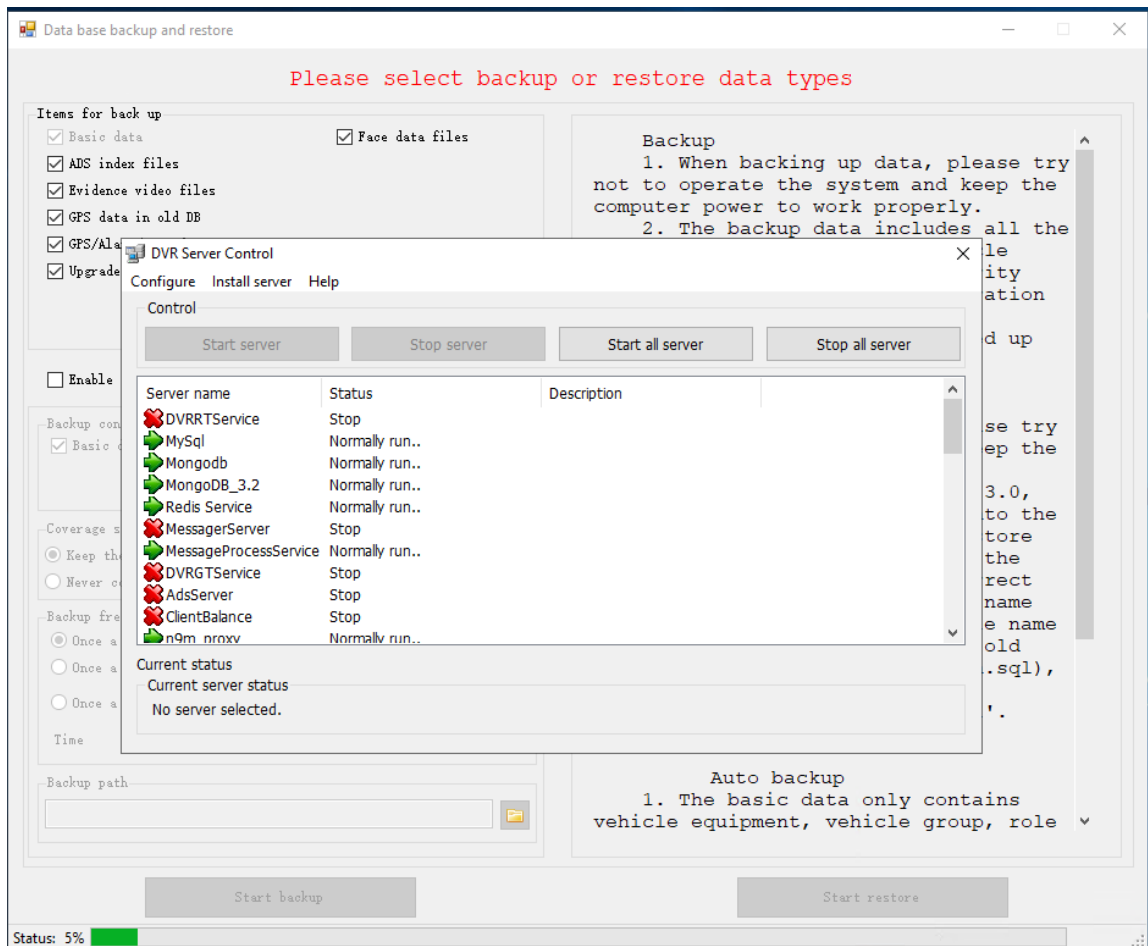 Data base backup and restore
Please select backup or restore data types
Items for back up
Basic data
Face data files
ADS index files
Evidence video files
GPS data in old DB
GPS/Ala
Upgrade
Enable
Backup con
Basic d
Coverage s
Keep the
Never co
Backup fre
Once a
Once a
Once a
Time
Backup path
Start backup
Start restore
Status: 5%
Backup
1. When backing up data, please try
not to operate the system and keep the
computer power to work properly.
2. The backup data includes all the
le
ity
ation
d up
se try
ep the
3.0,
to the
tore
the
rect
name
e name
old
.sql),
'.
Auto backup
1. The basic data only contains
vehicle equipment, vehicle group, role
DVR Server Control
Configure Install server Help
Control
Start server Stop server Start all server Stop all server
Server name Status Description
DVRRTService Stop
MySql Normally run..
Mongodb Normally run..
MongoDB_3.2 Normally run..
Redis Service Normally run..
MessagerServer Stop
MessageProcessService Normally run..
DVRGTService Stop
AdsServer Stop
ClientBalance Stop
n9m_proxy Normally run..
Current status
Current server status
No server selected.